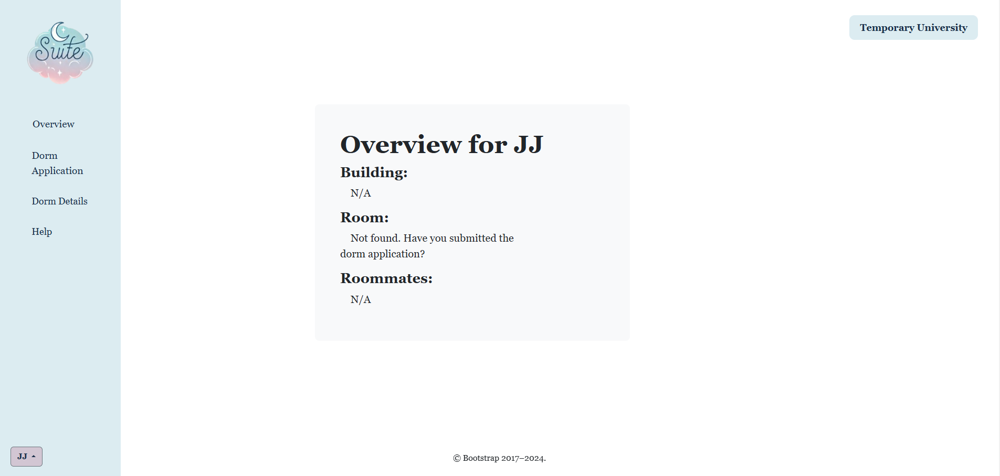 Suite
Temporary University
Overview
Dorm
Application
Dorm Details
Help
Overview for JJ
Building:
N/A
Room:
Not found. Have you submitted the
dorm application?
Roommates:
N/A
JJ
© Bootstrap 2017–2024.